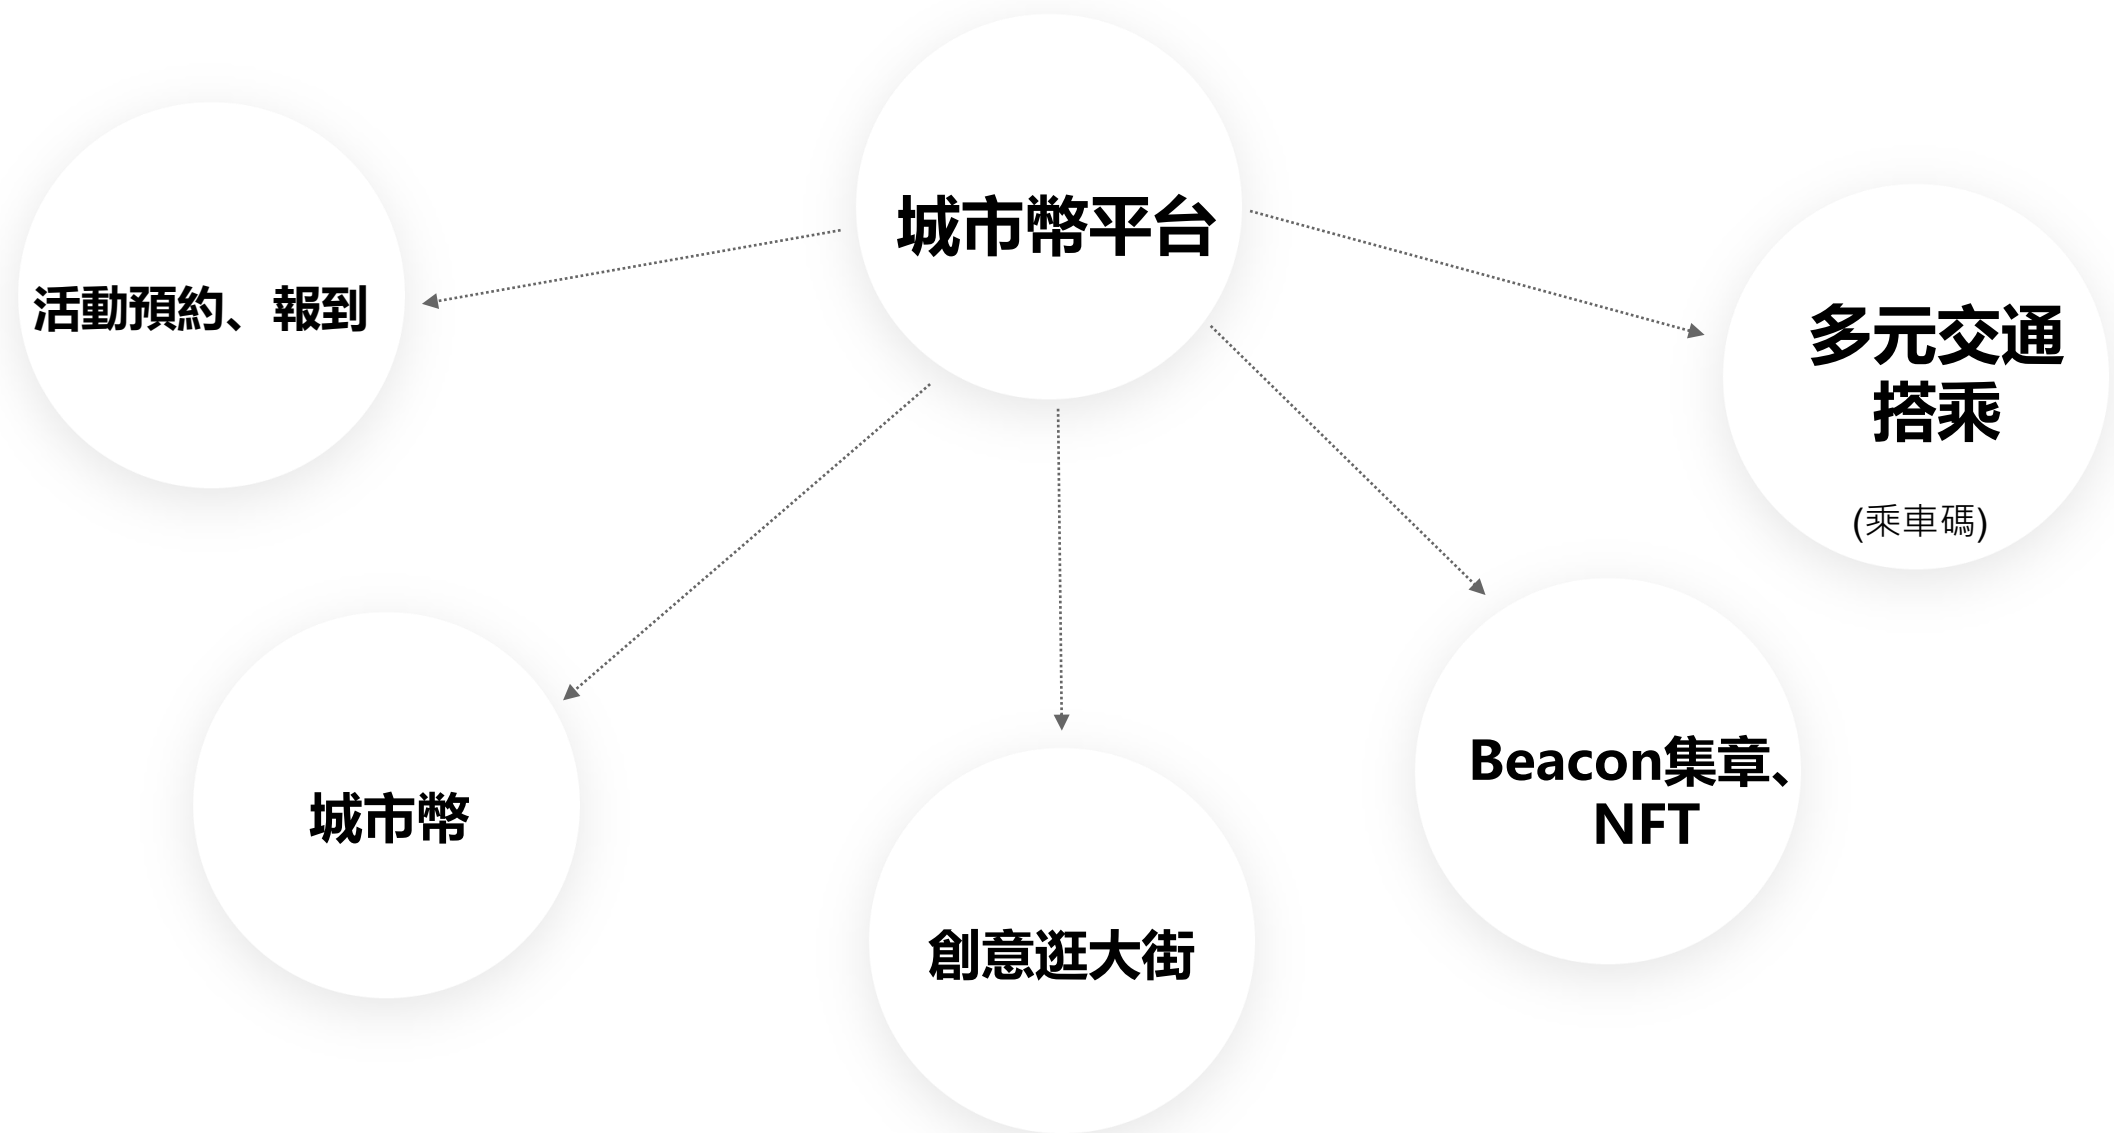 城市幣平台
活動預約、報到
多元交通
搭乘
(乘車碼)
城市幣
創意逛大街
Beacon集章、
NFT